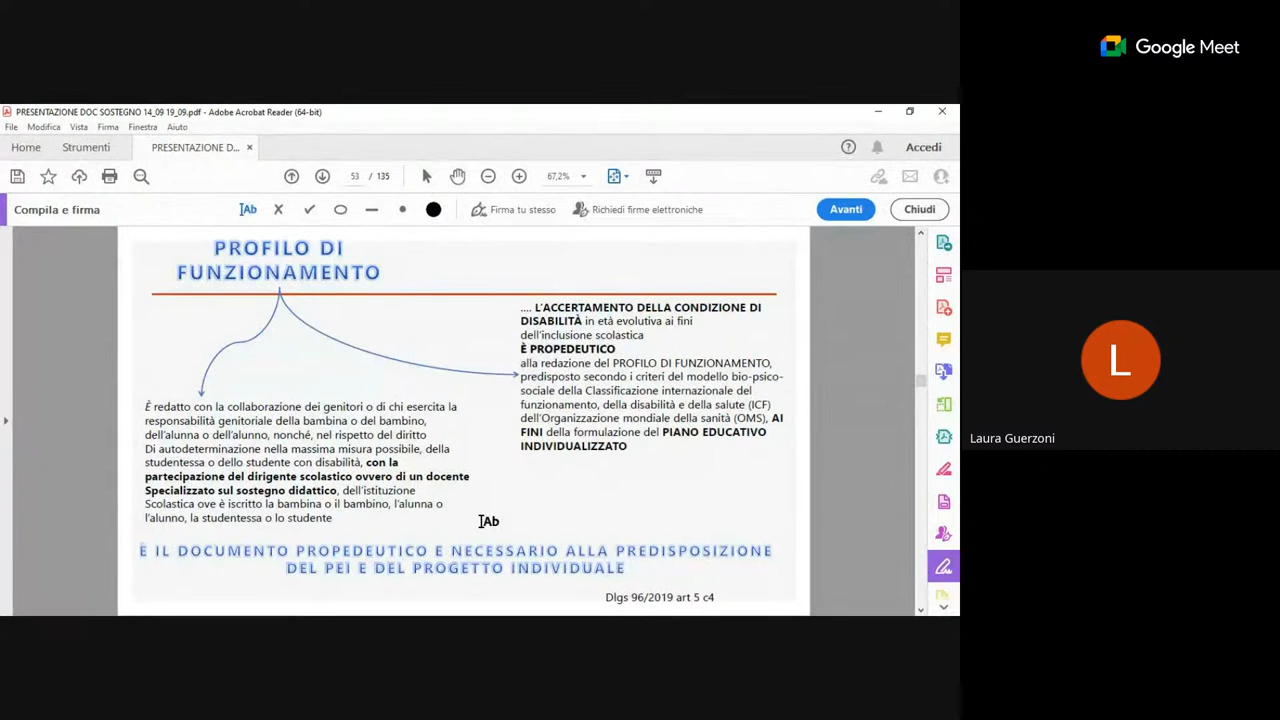 Google Meet
PRESENTAZIONE DOC SOSTEGNO 14_09 19_09.pdf - Adobe Acrobat Reader (64-bit)
File Modifica Vista Firma Finestra Aiuto
Home Strumenti PRESENTAZIONE D... × Accedi
53 / 135 67,2%
Compila e firma Ab Firma tu stesso Richiedi firme elettroniche Avanti Chiudi
PROFILO DI
FUNZIONAMENTO
.... L'ACCERTAMENTO DELLA CONDIZIONE DI
DISABILITÀ in età evolutiva ai fini
dell'inclusione scolastica
È PROPEDEUTICO
alla redazione del PROFILO DI FUNZIONAMENTO,
predisposto secondo i criteri del modello bio-psico-
sociale della Classificazione internazionale del
funzionamento, della disabilità e della salute (ICF)
dell'Organizzazione mondiale della sanità (OMS), AI
FINI della formulazione del PIANO EDUCATIVO
INDIVIDUALIZZATO
È redatto con la collaborazione dei genitori o di chi esercita la
responsabilità genitoriale della bambina o del bambino,
dell'alunna o dell'alunno, nonché, nel rispetto del diritto
Di autodeterminazione nella massima misura possibile, della
studentessa o dello studente con disabilità, con la
partecipazione del dirigente scolastico ovvero di un docente
Specializzato sul sostegno didattico, dell'istituzione
Scolastica ove è iscritto la bambina o il bambino, l'alunna o
l'alunno, la studentessa o lo studente
Ab
È IL DOCUMENTO PROPEDEUTICO E NECESSARIO ALLA PREDISPOSIZIONE
DEL PEI E DEL PROGETTO INDIVIDUALE
Dlgs 96/2019 art 5 c4
L
Laura Guerzoni